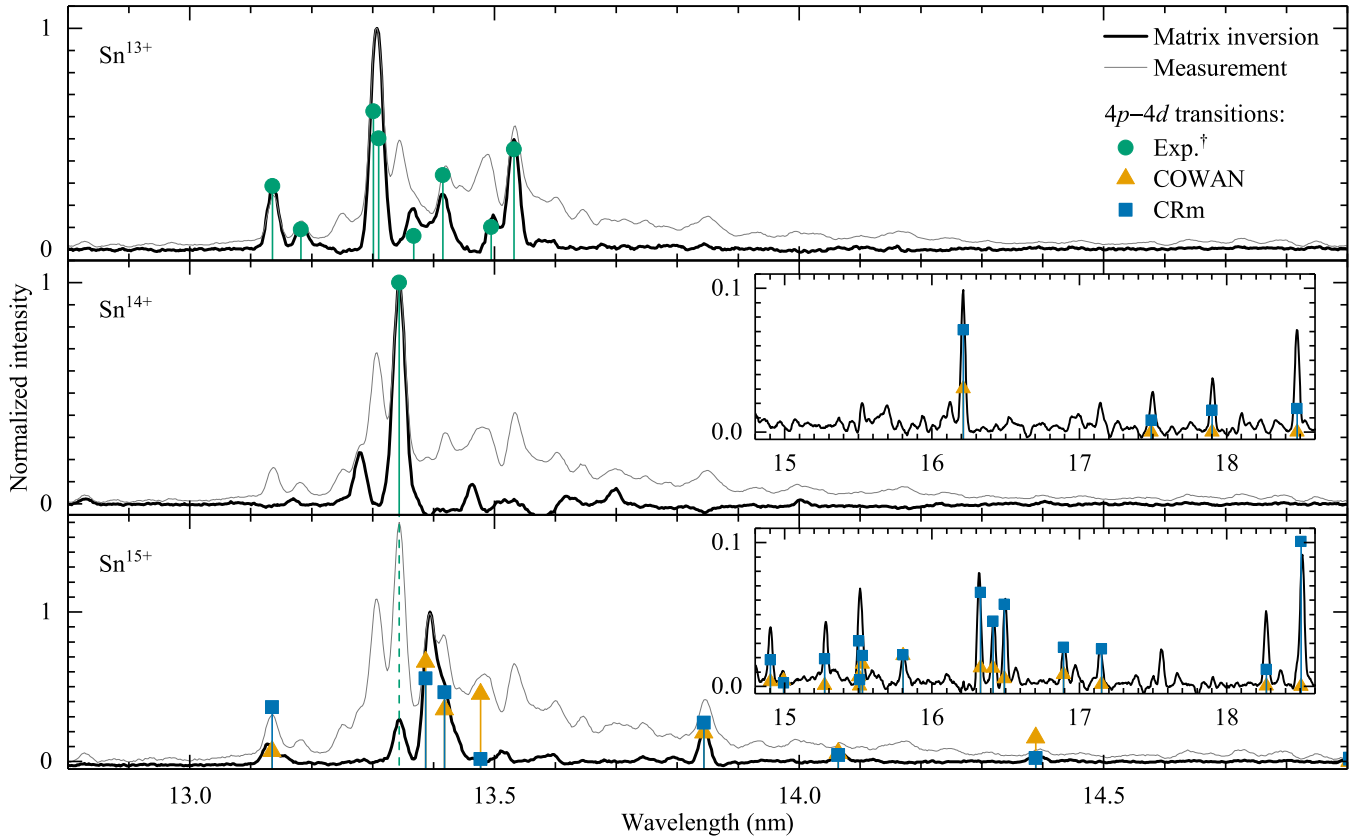 Sn13+
Matrix inversion
Measurement
4p−4d transitions:
Exp.†
COWAN
CRm
1
0
Sn14+
1
0
0.1
0.0
15 16 17 18
Sn15+
1
0
0.1
0.0
15 16 17 18
13.0 13.5 14.0 14.5
Wavelength (nm)
Normalized intensity